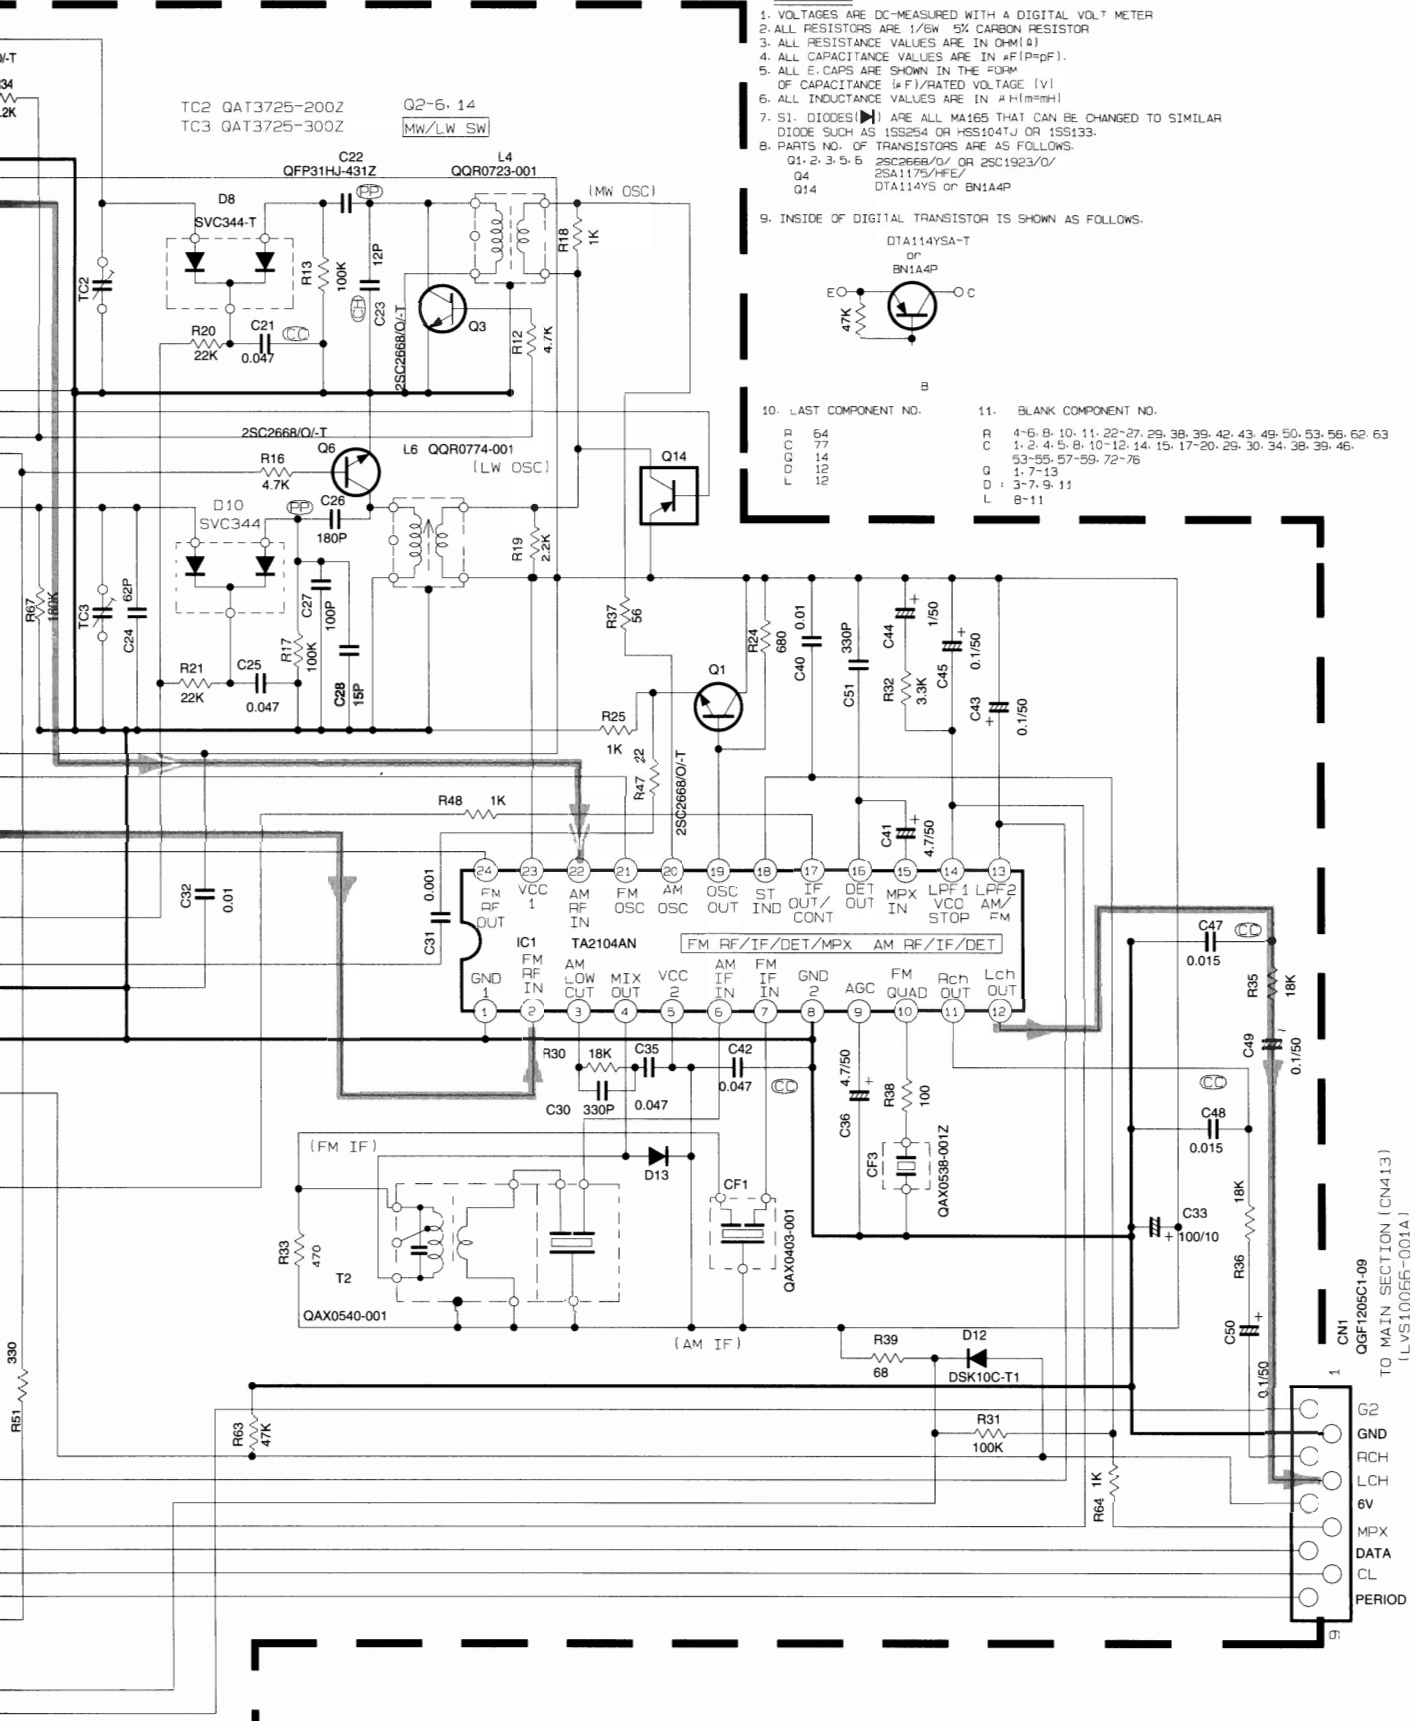 1. VOLTAGES ARE DC-MEASURED WITH A DIGITAL VOLT METER
2. ALL RESISTORS ARE 1/6W 5% CARBON RESISTOR
3. ALL RESISTANCE VALUES ARE IN OHM(Ω)
4. ALL CAPACITANCE VALUES ARE IN μF(P=pF).
5. ALL E.CAPS ARE SHOWN IN THE FORM
OF CAPACITANCE (μF)/RATED VOLTAGE (V)
6. ALL INDUCTANCE VALUES ARE IN μH(m=mH)
7. SI. DIODES( ) ARE ALL MA165 THAT CAN BE CHANGED TO SIMILAR
DIODE SUCH AS 1SS254 OR HSS104TJ OR 1SS133.
8. PARTS NO. OF TRANSISTORS ARE AS FOLLOWS.
Q1.2.3.5.6 2SC2668/O/ OR 2SC1923/O/
Q4 2SA1175/HFE/
Q14 DTA114YS or BN1A4P
9. INSIDE OF DIGITAL TRANSISTOR IS SHOWN AS FOLLOWS.
DTA114YSA-T
or
BN1A4P
E
C
47K
B
10. LAST COMPONENT NO.
R 64
C 77
Q 14
D 12
L 12
11. BLANK COMPONENT NO.
R 4~6.8.10.11.22~27.29.38.39.42.43.49.50.53.58.62.63
C 1.2.4.5.8.10~12.14.15.17~20.29.30.34.38.39.46.
53~55.57~59.72~76
Q 1.7~13
D : 3~7.9.11
L 8~11
TC2 QAT3725-200Z
TC3 QAT3725-300Z
Q2-6, 14
MW/LW SW
C22
QFP31HJ-431Z
PP
L4
QQR0723-001
(MW OSC)
D8
SVC344-T
TC2
R13
100K
12P
C23
CH
R18
1K
R20
22K
C21
0.047
CC
Q3
2SC2668/O/-T
R12
4.7K
2SC2668/O/-T
Q6
R16
4.7K
L6 QQR0774-001
(LW OSC)
Q14
D10
SVC344
PP
C26
180P
R19
2.2K
R67
TC3
62P
C24
C27
100P
R17
100K
C28
15P
R21
22K
C25
0.047
R37
56
Q1
R24
680
0.01
C40
330P
C51
C44
1/50
R32
3.3K
C45
0.1/50
C43
0.1/50
R25
1K
R47
22
2SC2668/O/-T
R48 1K
C41
4.7/50
C32
0.01
0.001
C31
24 23 22 21 20 19 18 17 16 15 14 13
FM RF OUT
VCC 1
AM RF IN
FM OSC
AM OSC
OSC OUT
ST IND
IF OUT/ CONT
DET OUT
MPX IN
LPF1 VCC STOP
LPF2 AM/ FM
IC1
TA2104AN
FM RF/IF/DET/MPX AM RF/IF/DET
GND 1
FM RF IN
AM LOW CUT
MIX OUT
VCC 2
AM IF IN
FM IF IN
GND 2
AGC
FM QUAD
Rch OUT
Lch OUT
1 2 3 4 5 6 7 8 9 10 11 12
C47
CC
0.015
R35
18K
C49
0.1/50
R30
18K
C35
0.047
C42
0.047
CC
C30
330P
4.7/50
C36
R38
100
CF3
QAX0538-001Z
CC
C48
0.015
(FM IF)
D13
CF1
QAX0403-001
R33
470
T2
QAX0540-001
(AM IF)
C33
100/10
18K
R36
C50
0.1/50
R39
68
D12
DSK10C-T1
R31
100K
R63
47K
R64 1K
330
R51
CN1
QGF1205C1-09
TO MAIN SECTION (CN413)
(LVS10066-001A)
1
G2
GND
RCH
LCH
6V
MPX
DATA
CL
PERIOD
9